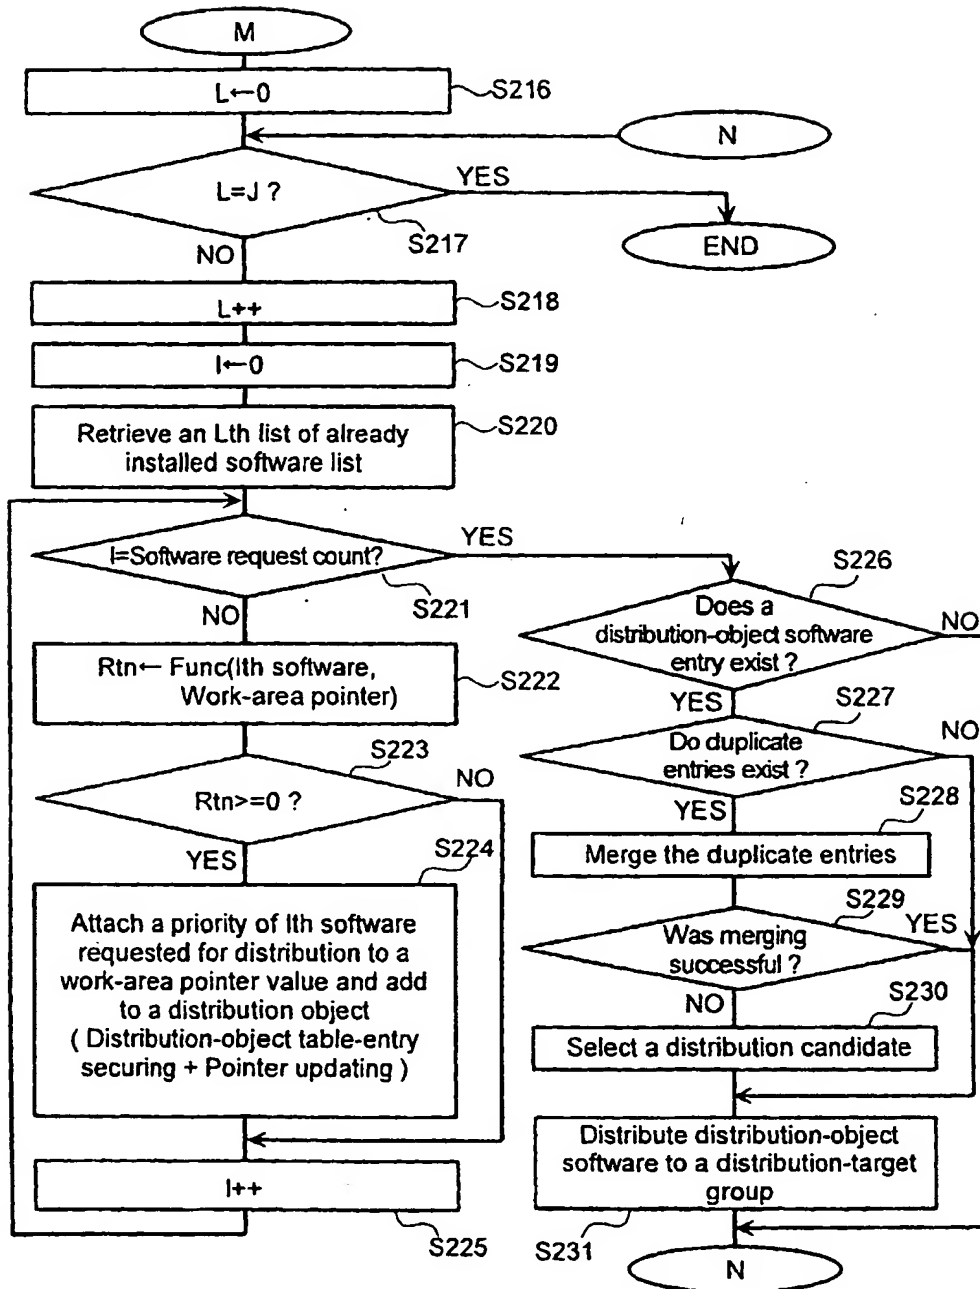 M
L←0
S216
N
L=J ?
YES
S217
END
NO
L++
S218
I←0
S219
Retrieve an Lth list of already
installed software list
S220
I=Software request count?
YES
S221
NO
Rtn← Func(Ith software,
Work-area pointer)
S222
S223
Rtn>=0 ?
NO
YES
S224
Attach a priority of Ith software
requested for distribution to a
work-area pointer value and add
to a distribution object
( Distribution-object table-entry
securing + Pointer updating )
I++
S225
S226
Does a
distribution-object software
entry exist ?
NO
YES
S227
Do duplicate
entries exist ?
NO
YES
S228
Merge the duplicate entries
S229
Was merging
successful ?
YES
NO
S230
Select a distribution candidate
Distribute distribution-object
software to a distribution-target
group
S231
N